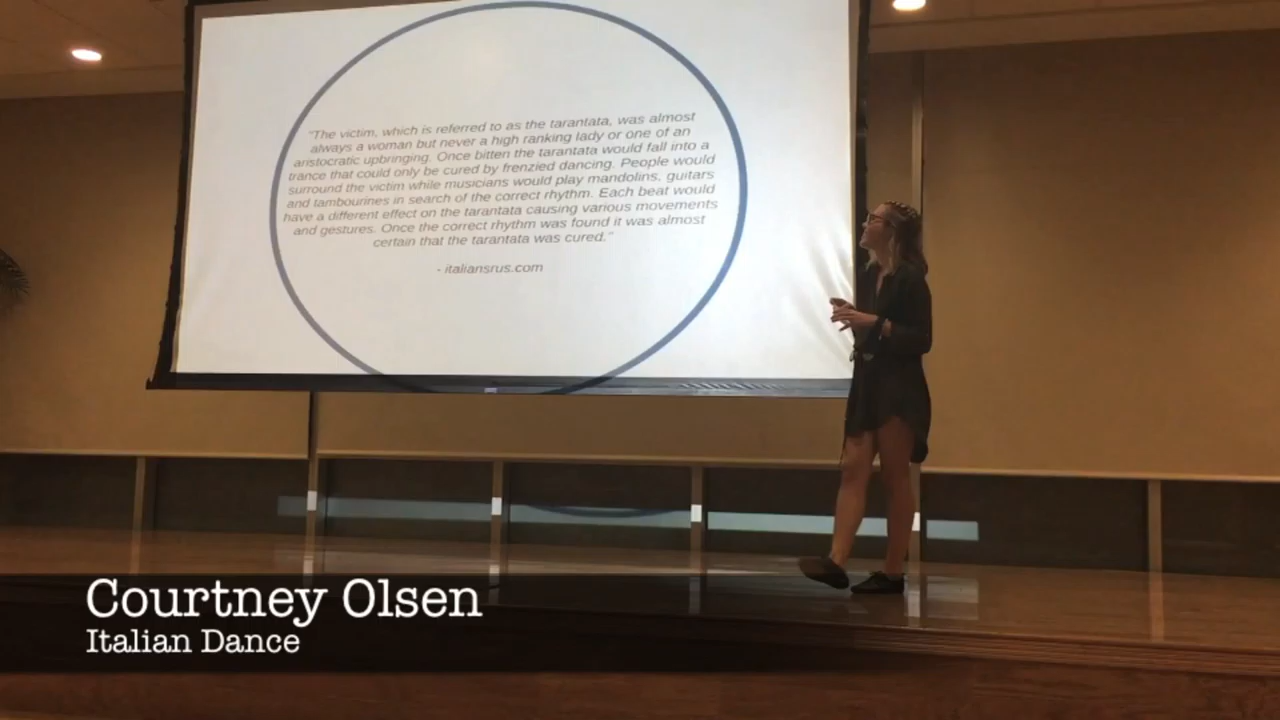 "The victim, which is referred to as the tarantata, was almost
always a woman but never a high ranking lady or one of an
aristocratic upbringing. Once bitten the tarantata would fall into a
trance that could only be cured by frenzied dancing. People would
surround the victim while musicians would play mandolins, guitars
and tambourines in search of the correct rhythm. Each beat would
have a different effect on the tarantata causing various movements
and gestures. Once the correct rhythm was found it was almost
certain that the tarantata was cured."
- italiansrus.com
Courtney Olsen
Italian Dance